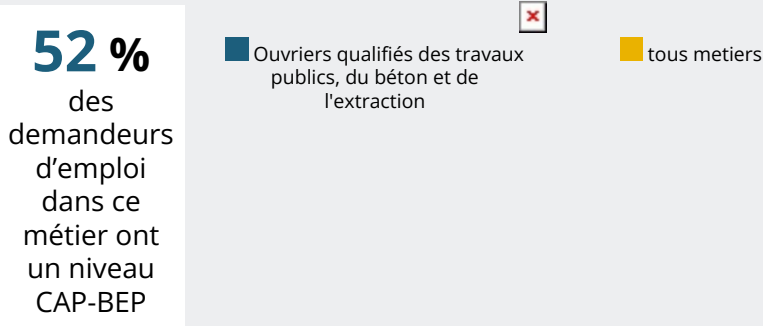 52 %
des
demandeurs
d’emploi
dans ce
métier ont
un niveau
CAP-BEP
Ouvriers qualifiés des travaux
publics, du béton et de
l'extraction
tous metiers